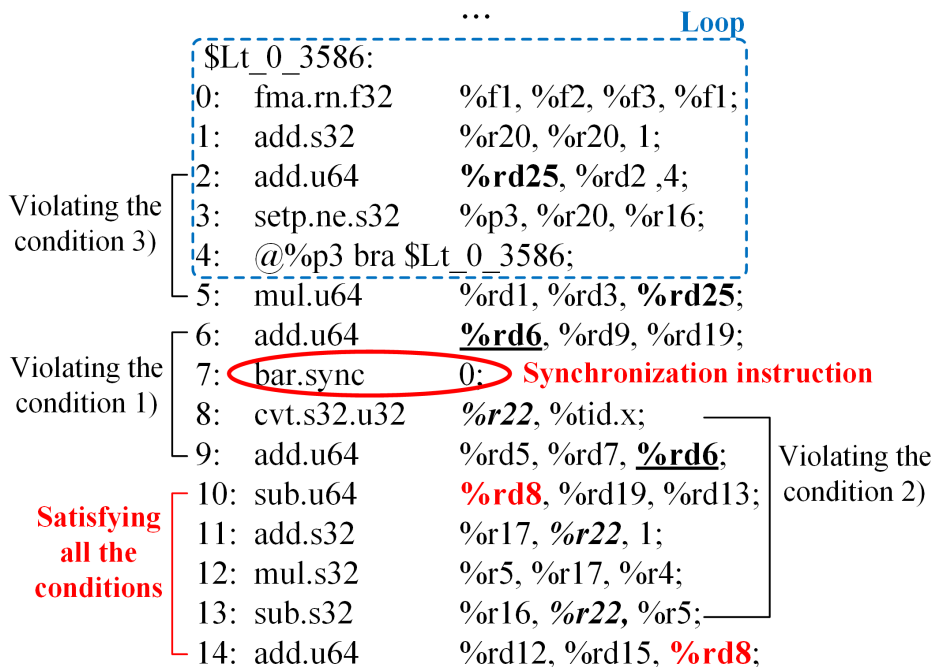 ...
Loop
$Lt_0_3586:
0: fma.rn.f32 %f1, %f2, %f3, %f1;
1: add.s32 %r20, %r20, 1;
2: add.u64 %rd25, %rd2 ,4;
3: setp.ne.s32 %p3, %r20, %r16;
4: @%p3 bra $Lt_0_3586;
5: mul.u64 %rd1, %rd3, %rd25;
6: add.u64 %rd6, %rd9, %rd19;
7: bar.sync 0; Synchronization instruction
8: cvt.s32.u32 %r22, %tid.x;
9: add.u64 %rd5, %rd7, %rd6;
10: sub.u64 %rd8, %rd19, %rd13;
11: add.s32 %r17, %r22, 1;
12: mul.s32 %r5, %r17, %r4;
13: sub.s32 %r16, %r22, %r5;
14: add.u64 %rd12, %rd15, %rd8;
Violating the
condition 3)
Violating the
condition 1)
Satisfying
all the
conditions
Violating the
condition 2)